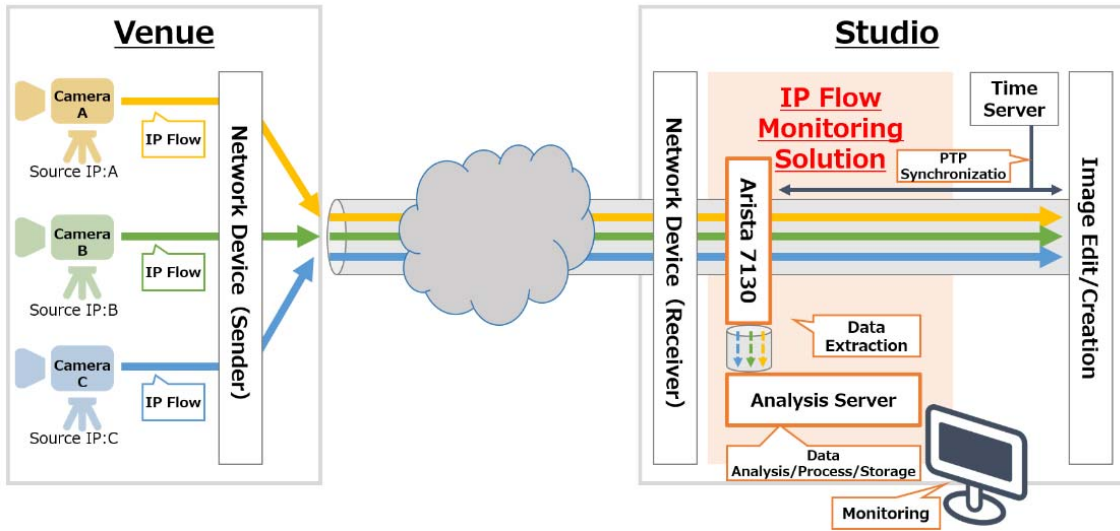 Venue
Camera
A
IP Flow
Source IP:A
Camera
B
IP Flow
Source IP:B
Camera
C
IP Flow
Source IP:C
Network Device (Sender)
Studio
Network Device (Receiver)
IP Flow
Monitoring
Solution
Time
Server
PTP
Synchronizatio
Arista 7130
Data
Extraction
Analysis Server
Data
Analysis/Process/Storage
Monitoring
Image Edit/Creation